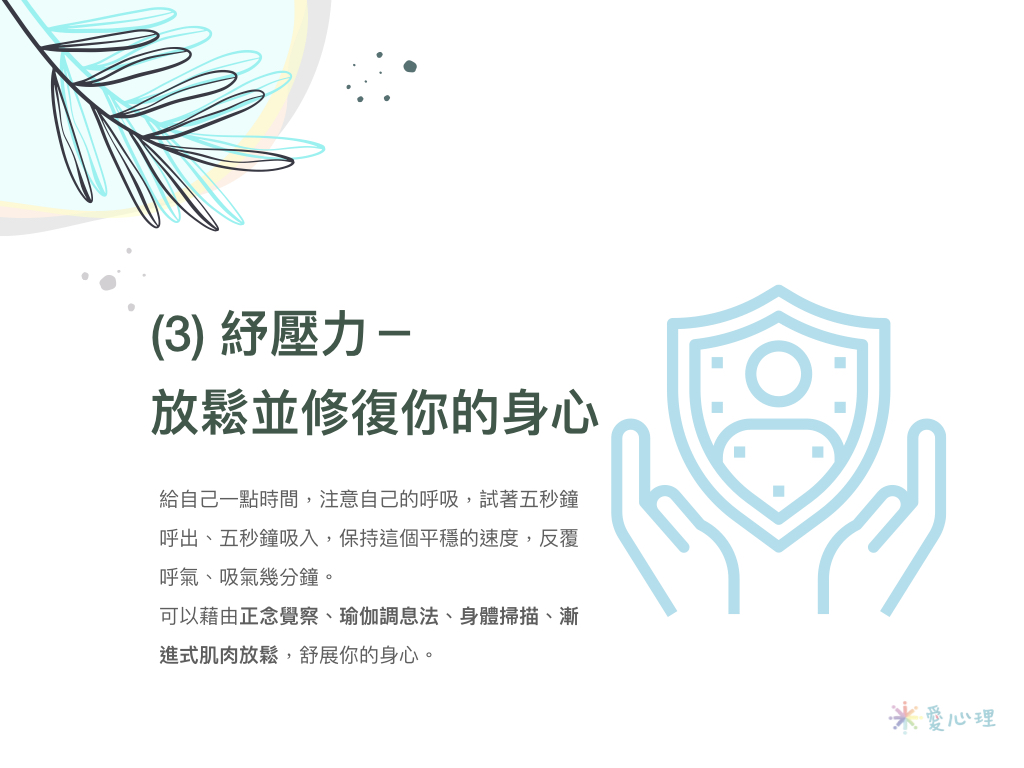 (3) 紓壓力－
放鬆並修復你的身心
給自己一點時間，注意自己的呼吸，試著五秒鐘
呼出、五秒鐘吸入，保持這個平穩的速度，反覆
呼氣、吸氣幾分鐘。
可以藉由正念覺察、瑜伽調息法、身體掃描、漸
進式肌肉放鬆，舒展你的身心。
愛心理